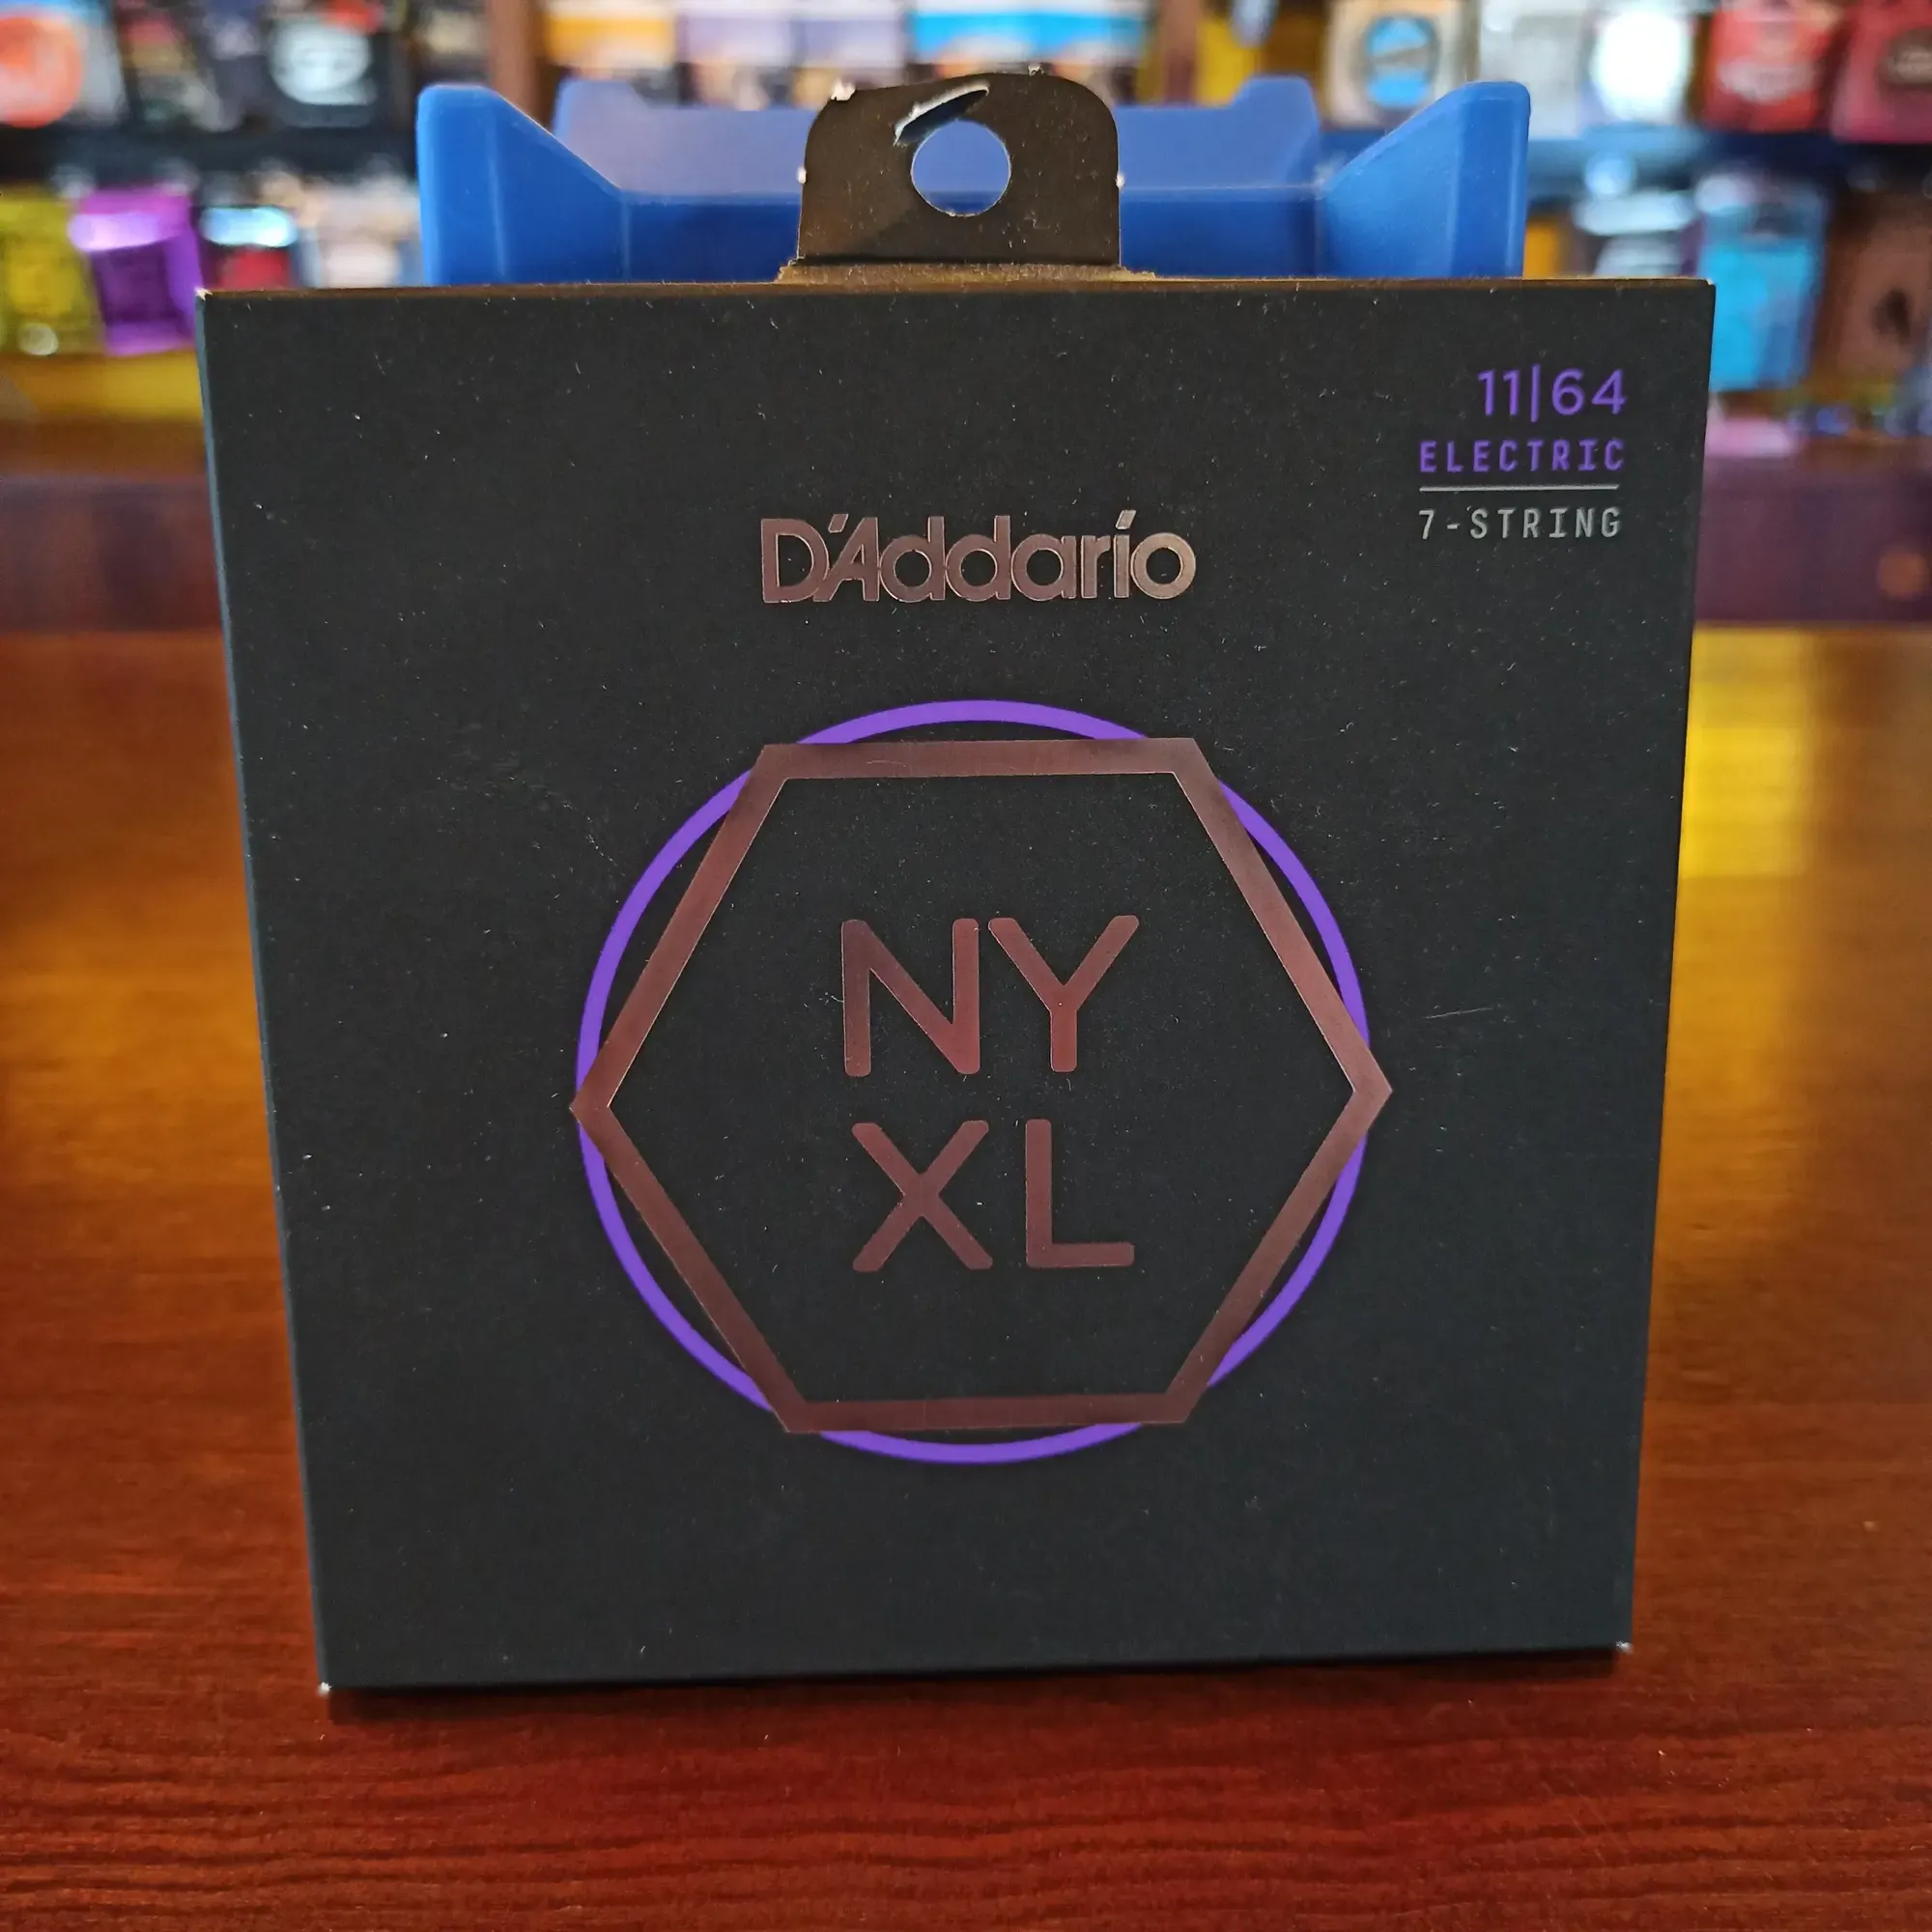 11|64
ELECTRIC
7-STRING
D'Addario
NY
XL